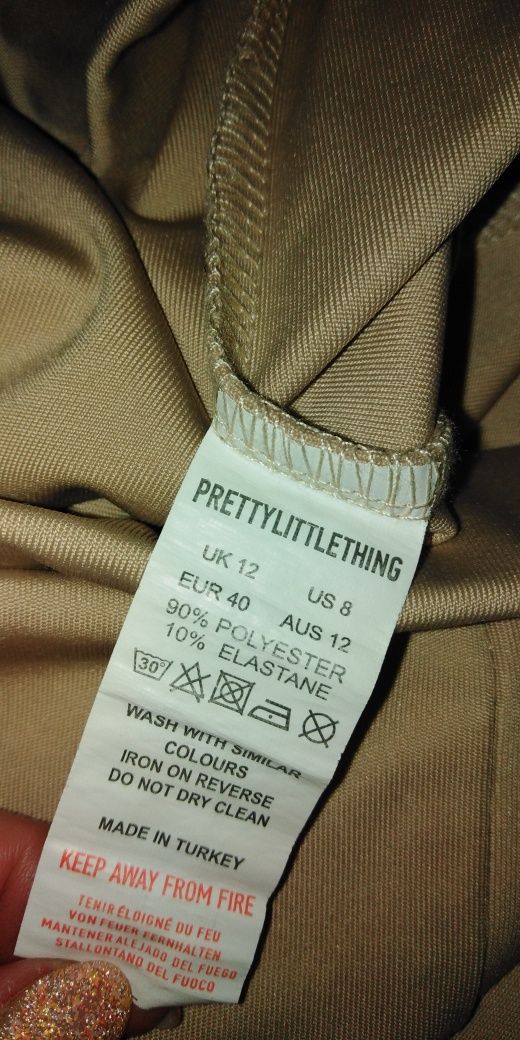 PRETTYLITTLETHING
UK 12 US 8
EUR 40 AUS 12
90% POLYESTER
10% ELASTANE
30°
WASH WITH SIMILAR
COLOURS
IRON ON REVERSE
DO NOT DRY CLEAN
MADE IN TURKEY
KEEP AWAY FROM FIRE
TENIR ÉLOIGNÉ DU FEU
VON FEUER FERNHALTEN
MANTENER ALEJADO DEL FUEGO
STALLONTANO DEL FUOCO